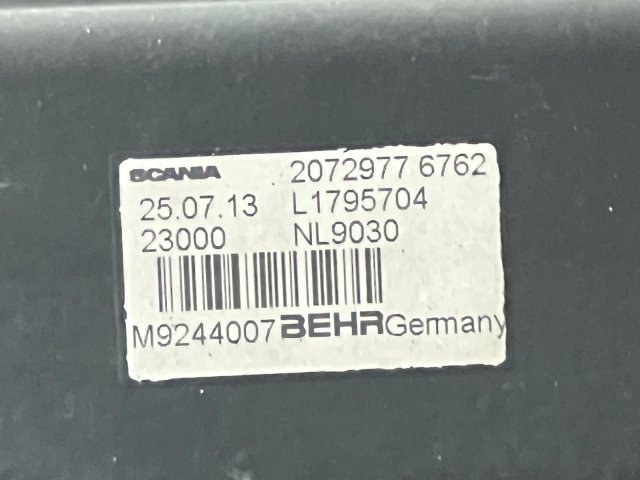 SCANIA 2072977 6762
25.07.13 L1795704
23000 NL9030
M9244007 BEHR Germany